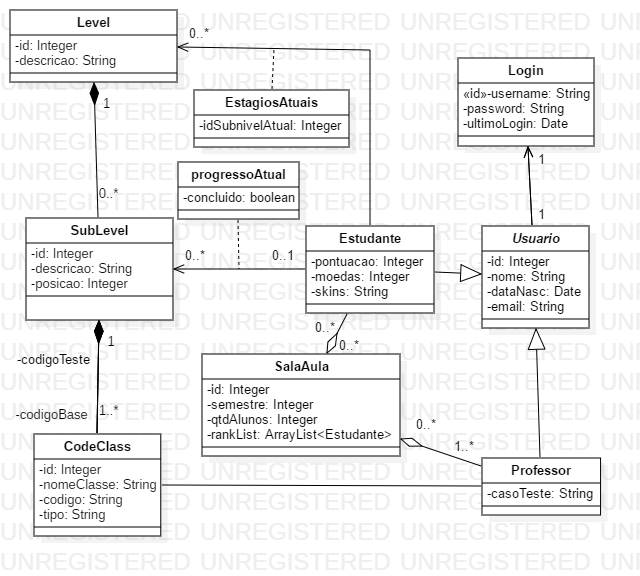 Level
-id: Integer
-descricao: String
0..*
1
EstagiosAtuais
-idSubnivelAtual: Integer
Login
«id»-username: String
-password: String
-ultimoLogin: Date
1
1
progressoAtual
-concluido: boolean
0..*
SubLevel
-id: Integer
-descricao: String
-posicao: Integer
0..*
0..1
Estudante
-pontuacao: Integer
-moedas: Integer
-skins: String
Usuario
-id: Integer
-nome: String
-dataNasc: Date
-email: String
0..*
0..*
1
-codigoTeste
-codigoBase
1..*
SalaAula
-id: Integer
-semestre: Integer
-qtdAlunos: Integer
-rankList: ArrayList<Estudante>
0..*
1..*
CodeClass
-id: Integer
-nomeClasse: String
-codigo: String
-tipo: String
Professor
-casoTeste: String
UNREGISTERED UNREGISTERED UNREGISTERED UNREGISTERED